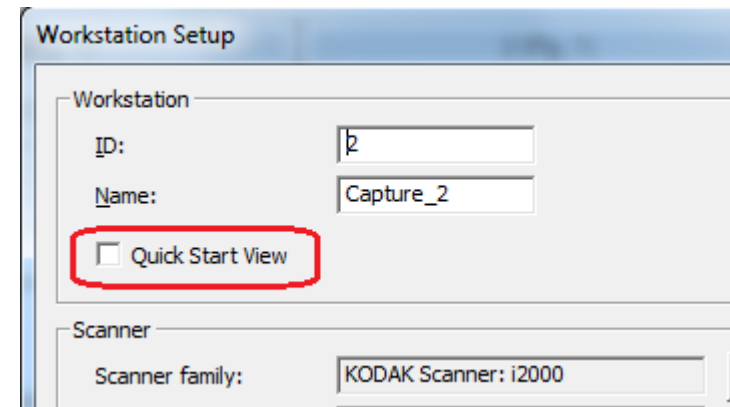 Workstation Setup
Workstation
ID: 2
Name: Capture_2
Quick Start View
Scanner
Scanner family: KODAK Scanner: i2000